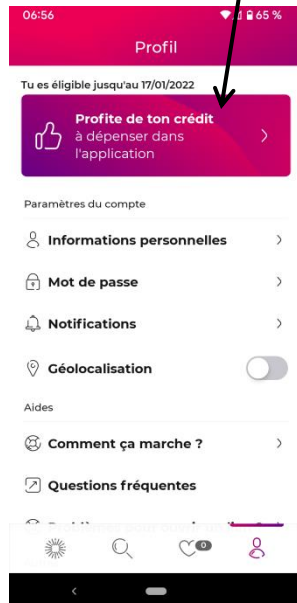 06:56 65 %
Profil
Tu es éligible jusqu'au 17/01/2022
Profite de ton crédit
à dépenser dans
l'application
Paramètres du compte
Informations personnelles
Mot de passe
Notifications
Géolocalisation
Aides
Comment ça marche ?
Questions fréquentes
0